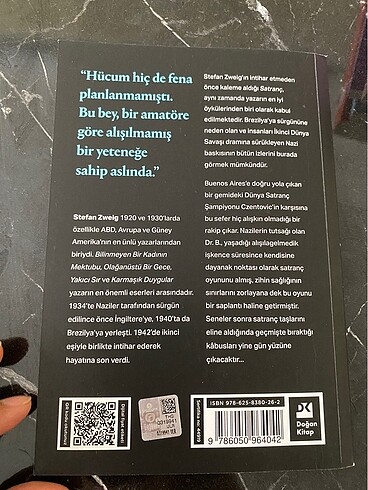 “Hücum hiç de fena
planlanmamıştı.
Bu bey, bir amatöre
göre alışılmamış
bir yeteneğe
sahip aslında.”
Stefan Zweig 1920 ve 1930'larda
özellikle ABD, Avrupa ve Güney
Amerika'nın en ünlü yazarlarından
biriydi. Bilinmeyen Bir Kadının
Mektubu, Olağanüstü Bir Gece,
Yakıcı Sır ve Karmaşık Duygular
yazarın en önemli eserleri arasındadır.
1934'te Naziler tarafından sürgün
edilince önce İngiltere'ye, 1940'ta da
Brezilya'ya yerleşti. 1942'de ikinci
eşiyle birlikte intihar ederek
hayatına son verdi.
Stefan Zweig'ın intihar etmeden
önce kaleme aldığı Satranç,
aynı zamanda yazarın en iyi
öykülerinden biri olarak kabul
edilmektedir. Brezilya'ya sürgününe
neden olan ve insanları İkinci Dünya
Savaşı dramına sürükleyen Nazi
baskısının bütün izlerini burada
görmek mümkündür.
Buenos Aires'e doğru yola çıkan
bir gemideki Dünya Satranç
Şampiyonu Czentovic'in karşısına
bu sefer hiç alışkın olmadığı bir
rakip çıkar. Nazilerin tutsağı olan
Dr. B., yaşadığı alışılagelmedik
işkence süresince kendisine
dayanak noktası olarak satranç
oyununu almış, zihin sağlığının
sınırlarını zorlayana dek bu oyunu
bir saplantı haline getirmiştir.
Seneler sonra satranç taşlarını
eline aldığında geçmişte bıraktığı
kâbusları yine gün yüzüne
çıkacaktır...
ISBN 978-625-8380-26-2
9 786050 964042
Sertifika no: 44919
Doğan
Kitap